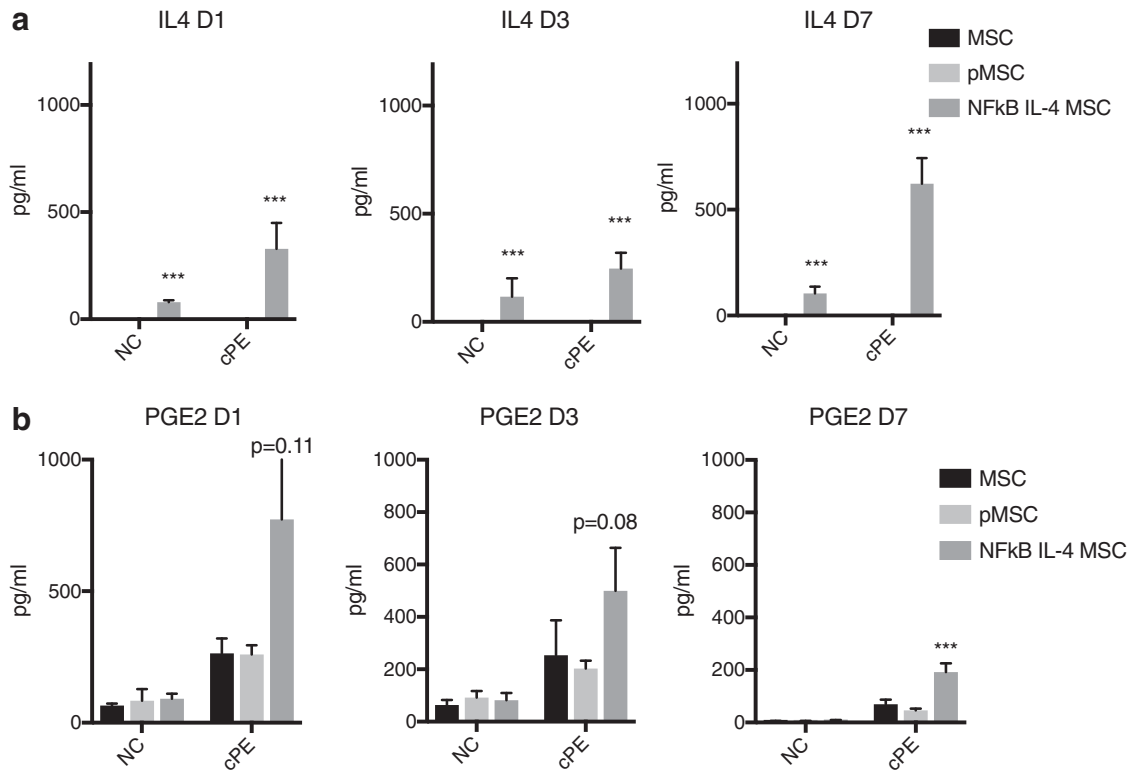 a
IL4 D1
IL4 D3
IL4 D7
MSC
pMSC
NFkB IL-4 MSC
pg/ml
1000
500
0
***
***
NC
cPE
pg/ml
1000
500
0
***
***
NC
cPE
pg/ml
1000
500
0
***
***
NC
cPE
b
PGE2 D1
PGE2 D3
PGE2 D7
MSC
pMSC
NFkB IL-4 MSC
pg/ml
1000
500
0
p=0.11
NC
cPE
pg/ml
1000
800
600
400
200
0
p=0.08
NC
cPE
pg/ml
1000
800
600
400
200
0
***
NC
cPE